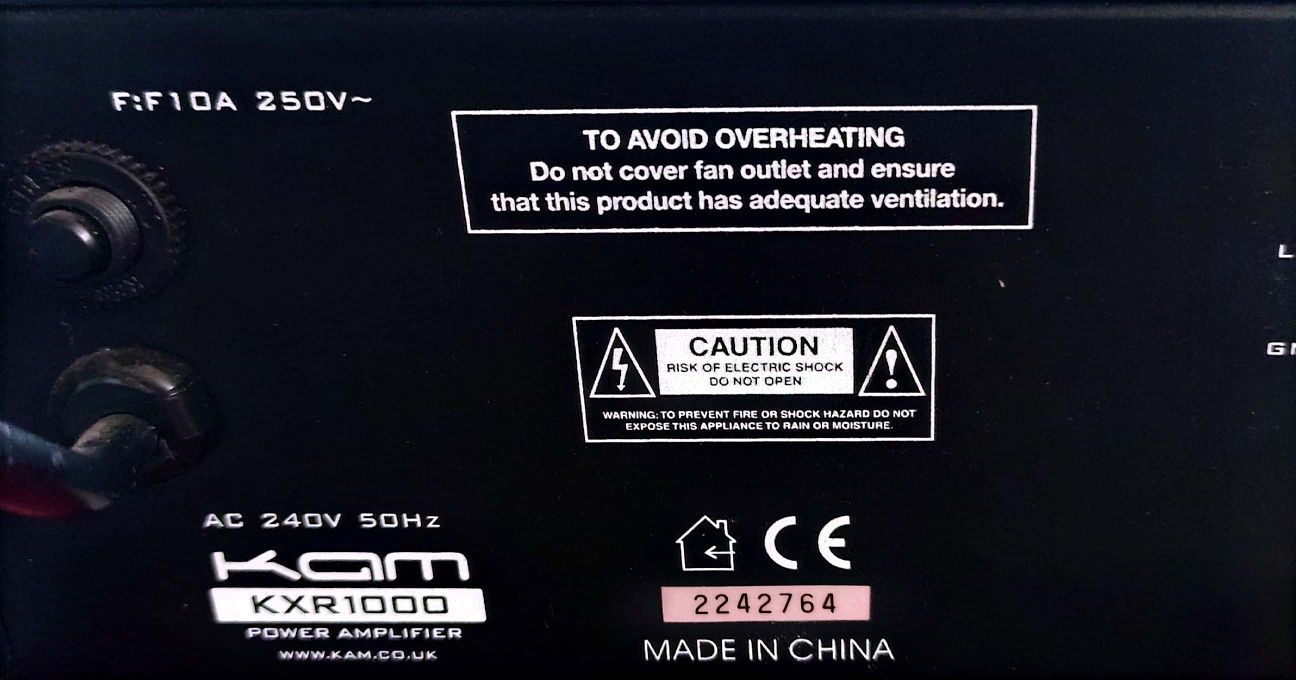 F:F10A 250V~
TO AVOID OVERHEATING
Do not cover fan outlet and ensure
that this product has adequate ventilation.
CAUTION
RISK OF ELECTRIC SHOCK
DO NOT OPEN
WARNING: TO PREVENT FIRE OR SHOCK HAZARD DO NOT
EXPOSE THIS APPLIANCE TO RAIN OR MOISTURE.
AC 240V 50Hz
Kam
KXR1000
POWER AMPLIFIER
WWW.KAM.CO.UK
CE
2242764
MADE IN CHINA